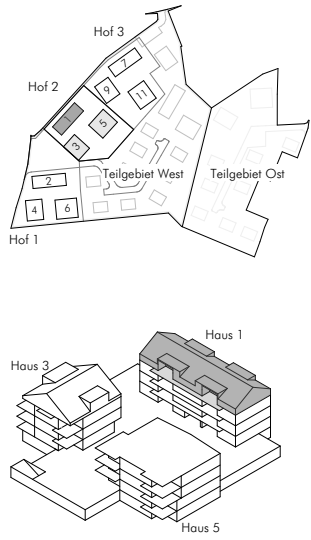 Hof 3
7
Hof 2
9
11
1
5
3
Teilgebiet West
Teilgebiet Ost
2
4
6
Hof 1
Haus 1
Haus 3
Haus 5